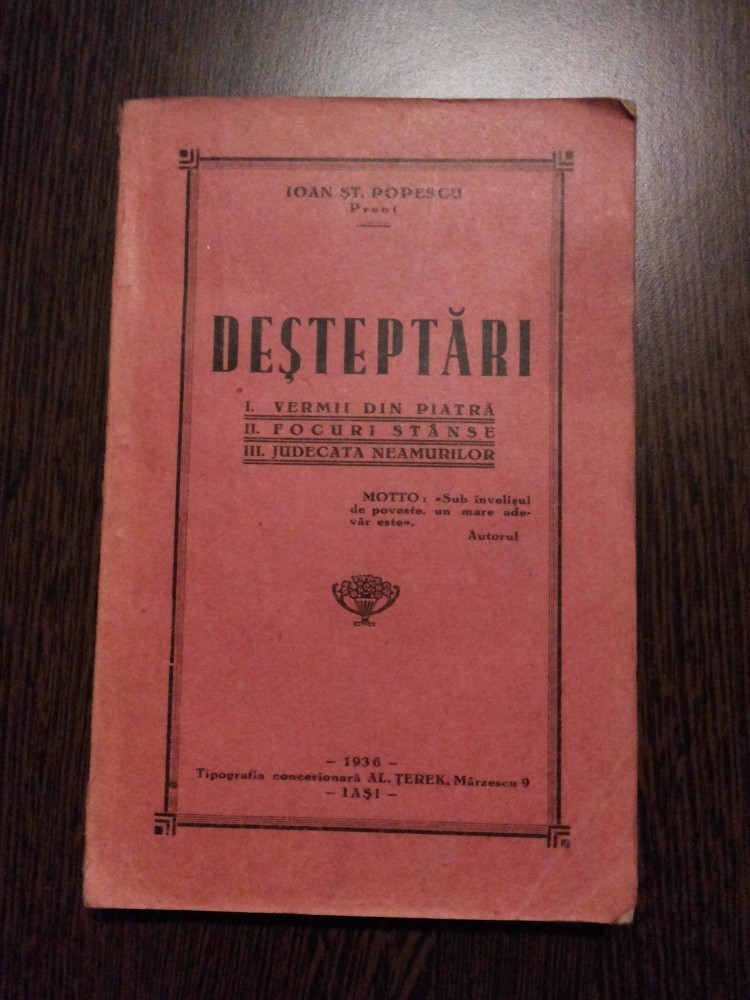 IOAN ȘT. POPESCU
Preot
DEȘTEPTĂRI
I. VERMII DIN PIATRĂ
II. FOCURI STÂNSE
III. JUDECATA NEAMURILOR
MOTTO: «Sub învelișul
de poveste, un mare ade-
văr este».
Autorul
– 1936 –
Tipografia concesionară AL. ȚEREK, Mârzescu 9
– IAȘI –